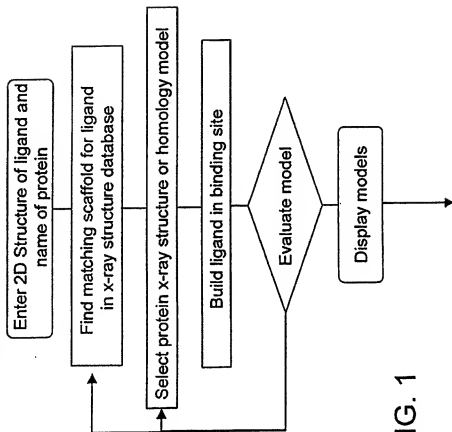 Enter 2D Structure of ligand and
name of protein
Find matching scaffold for ligand
in x-ray structure database
Select protein x-ray structure or homology model
Build ligand in binding site
Evaluate model
Display models
IG. 1